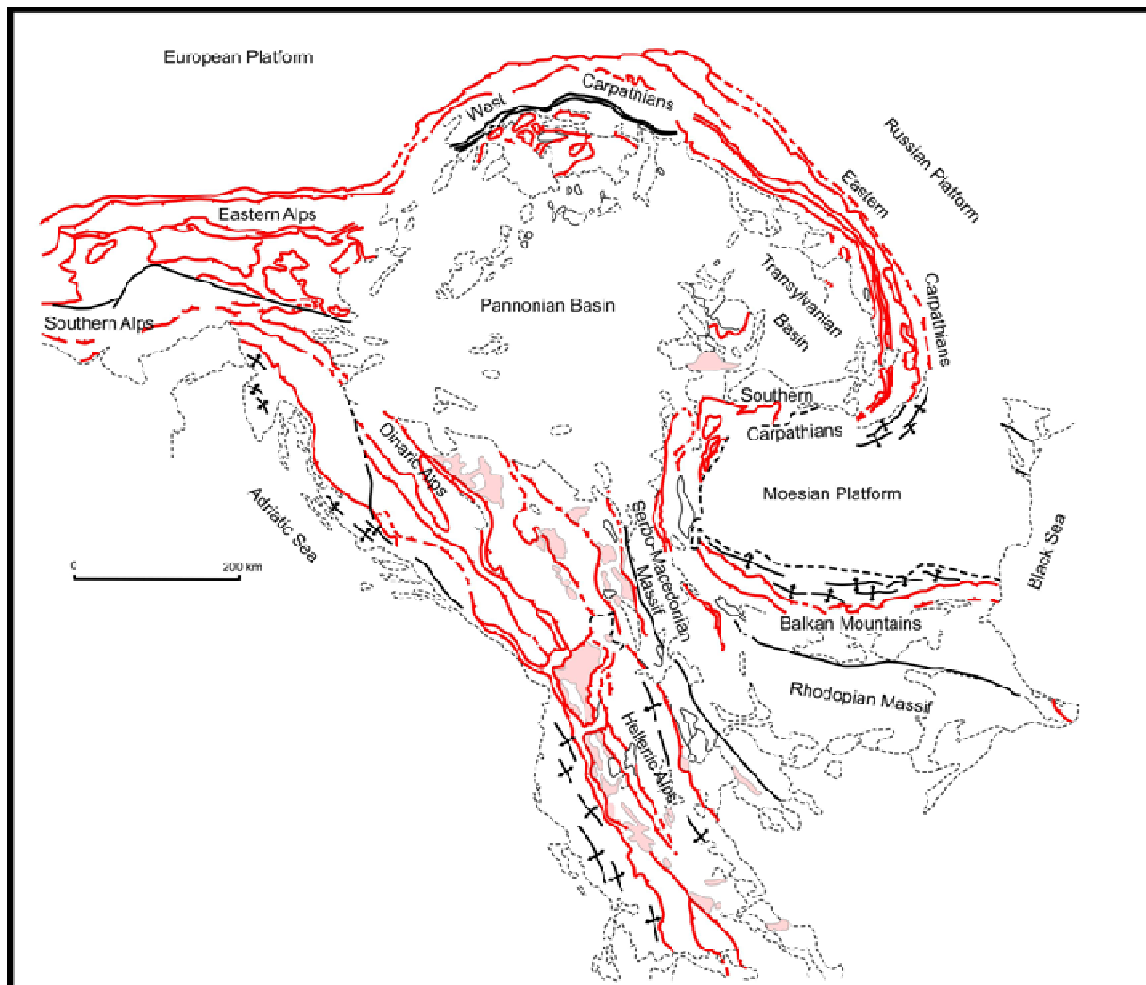 European Platform
West
Carpathians
Russian Platform
Eastern
Carpathians
Eastern Alps
Transylvanian
Basin
Pannonian Basin
Southern Alps
Southern
Carpathians
Dinaric Alps
Moesian Platform
Adriatic Sea
Serbo-Macedonian
Massif
Black Sea
0 200 km
Balkan Mountains
Rhodopian Massif
Hellenic Alps